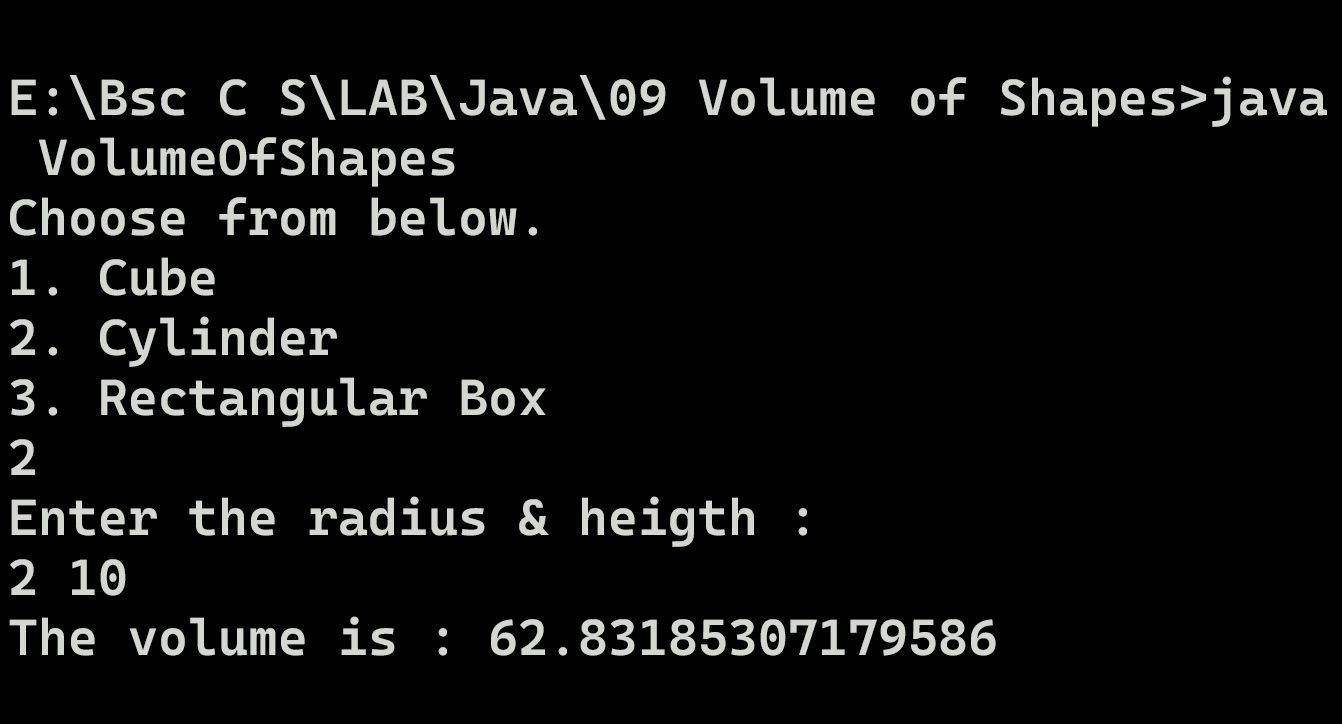 E:\Bsc C S\LAB\Java\09 Volume of Shapes>java
 VolumeOfShapes
Choose from below.
1. Cube
2. Cylinder
3. Rectangular Box
2
Enter the radius & heigth :
2 10
The volume is : 62.83185307179586